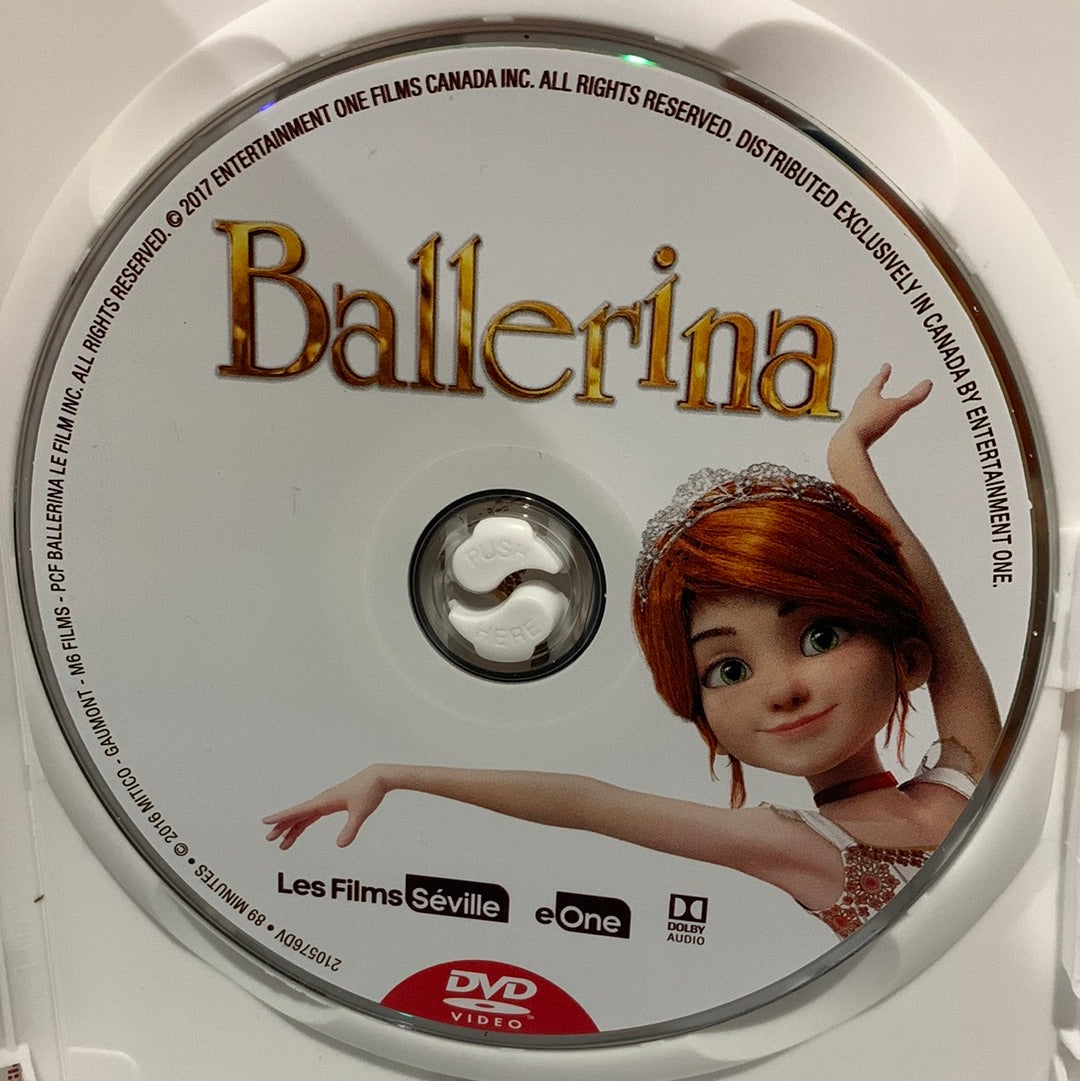 210576DV • 89 MINUTES • © 2016 MITICO - GAUMONT - M6 FILMS - PCF BALLERINA LE FILM INC. ALL RIGHTS RESERVED. © 2017 ENTERTAINMENT ONE FILMS CANADA INC. ALL RIGHTS RESERVED. DISTRIBUTED EXCLUSIVELY IN CANADA BY ENTERTAINMENT ONE.
Ballerina
PUSH
HERE
Les Films Séville
eOne
DOLBY
AUDIO
DVD
VIDEO
TM